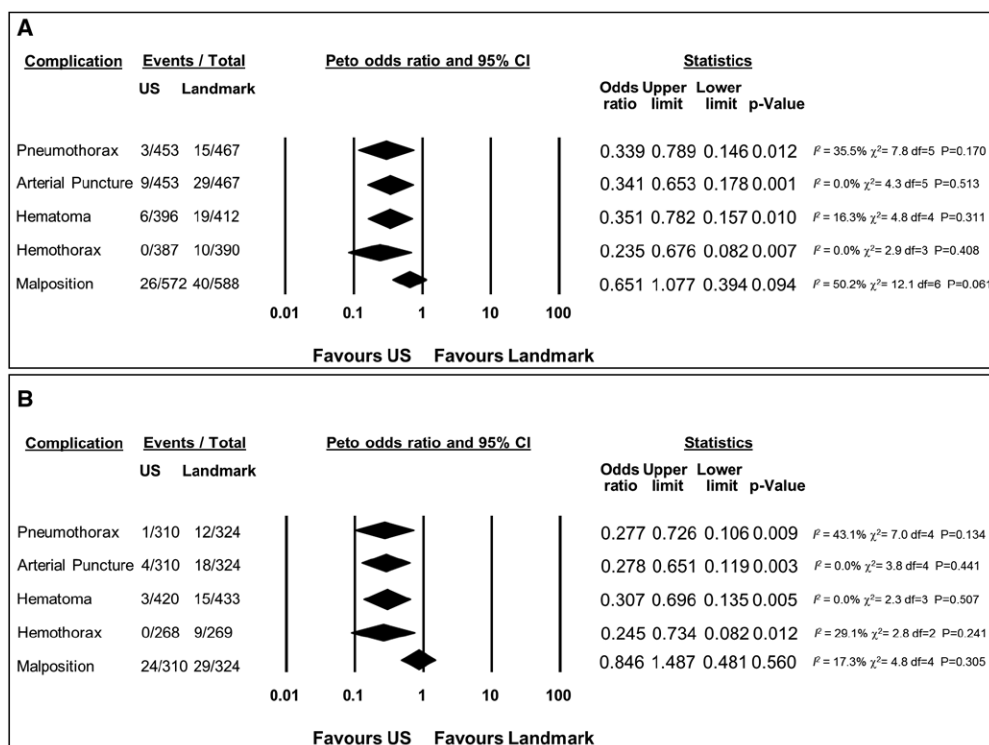 A
Complication Events / Total Peto odds ratio and 95% CI Statistics
US Landmark Odds ratio Upper limit Lower limit p-Value
Pneumothorax 3/453 15/467 0.339 0.789 0.146 0.012 I² = 35.5% χ²= 7.8 df=5 P=0.170
Arterial Puncture 9/453 29/467 0.341 0.653 0.178 0.001 I² = 0.0% χ²= 4.3 df=5 P=0.513
Hematoma 6/396 19/412 0.351 0.782 0.157 0.010 I² = 16.3% χ²= 4.8 df=4 P=0.311
Hemothorax 0/387 10/390 0.235 0.676 0.082 0.007 I² = 0.0% χ²= 2.9 df=3 P=0.408
Malposition 26/572 40/588 0.651 1.077 0.394 0.094 I² = 50.2% χ²= 12.1 df=6 P=0.061
0.01 0.1 1 10 100
Favours US Favours Landmark
B
Complication Events / Total Peto odds ratio and 95% CI Statistics
US Landmark Odds ratio Upper limit Lower limit p-Value
Pneumothorax 1/310 12/324 0.277 0.726 0.106 0.009 I² = 43.1% χ²= 7.0 df=4 P=0.134
Arterial Puncture 4/310 18/324 0.278 0.651 0.119 0.003 I² = 0.0% χ²= 3.8 df=4 P=0.441
Hematoma 3/420 15/433 0.307 0.696 0.135 0.005 I² = 0.0% χ²= 2.3 df=3 P=0.507
Hemothorax 0/268 9/269 0.245 0.734 0.082 0.012 I² = 29.1% χ²= 2.8 df=2 P=0.241
Malposition 24/310 29/324 0.846 1.487 0.481 0.560 I² = 17.3% χ²= 4.8 df=4 P=0.305
0.01 0.1 1 10 100
Favours US Favours Landmark